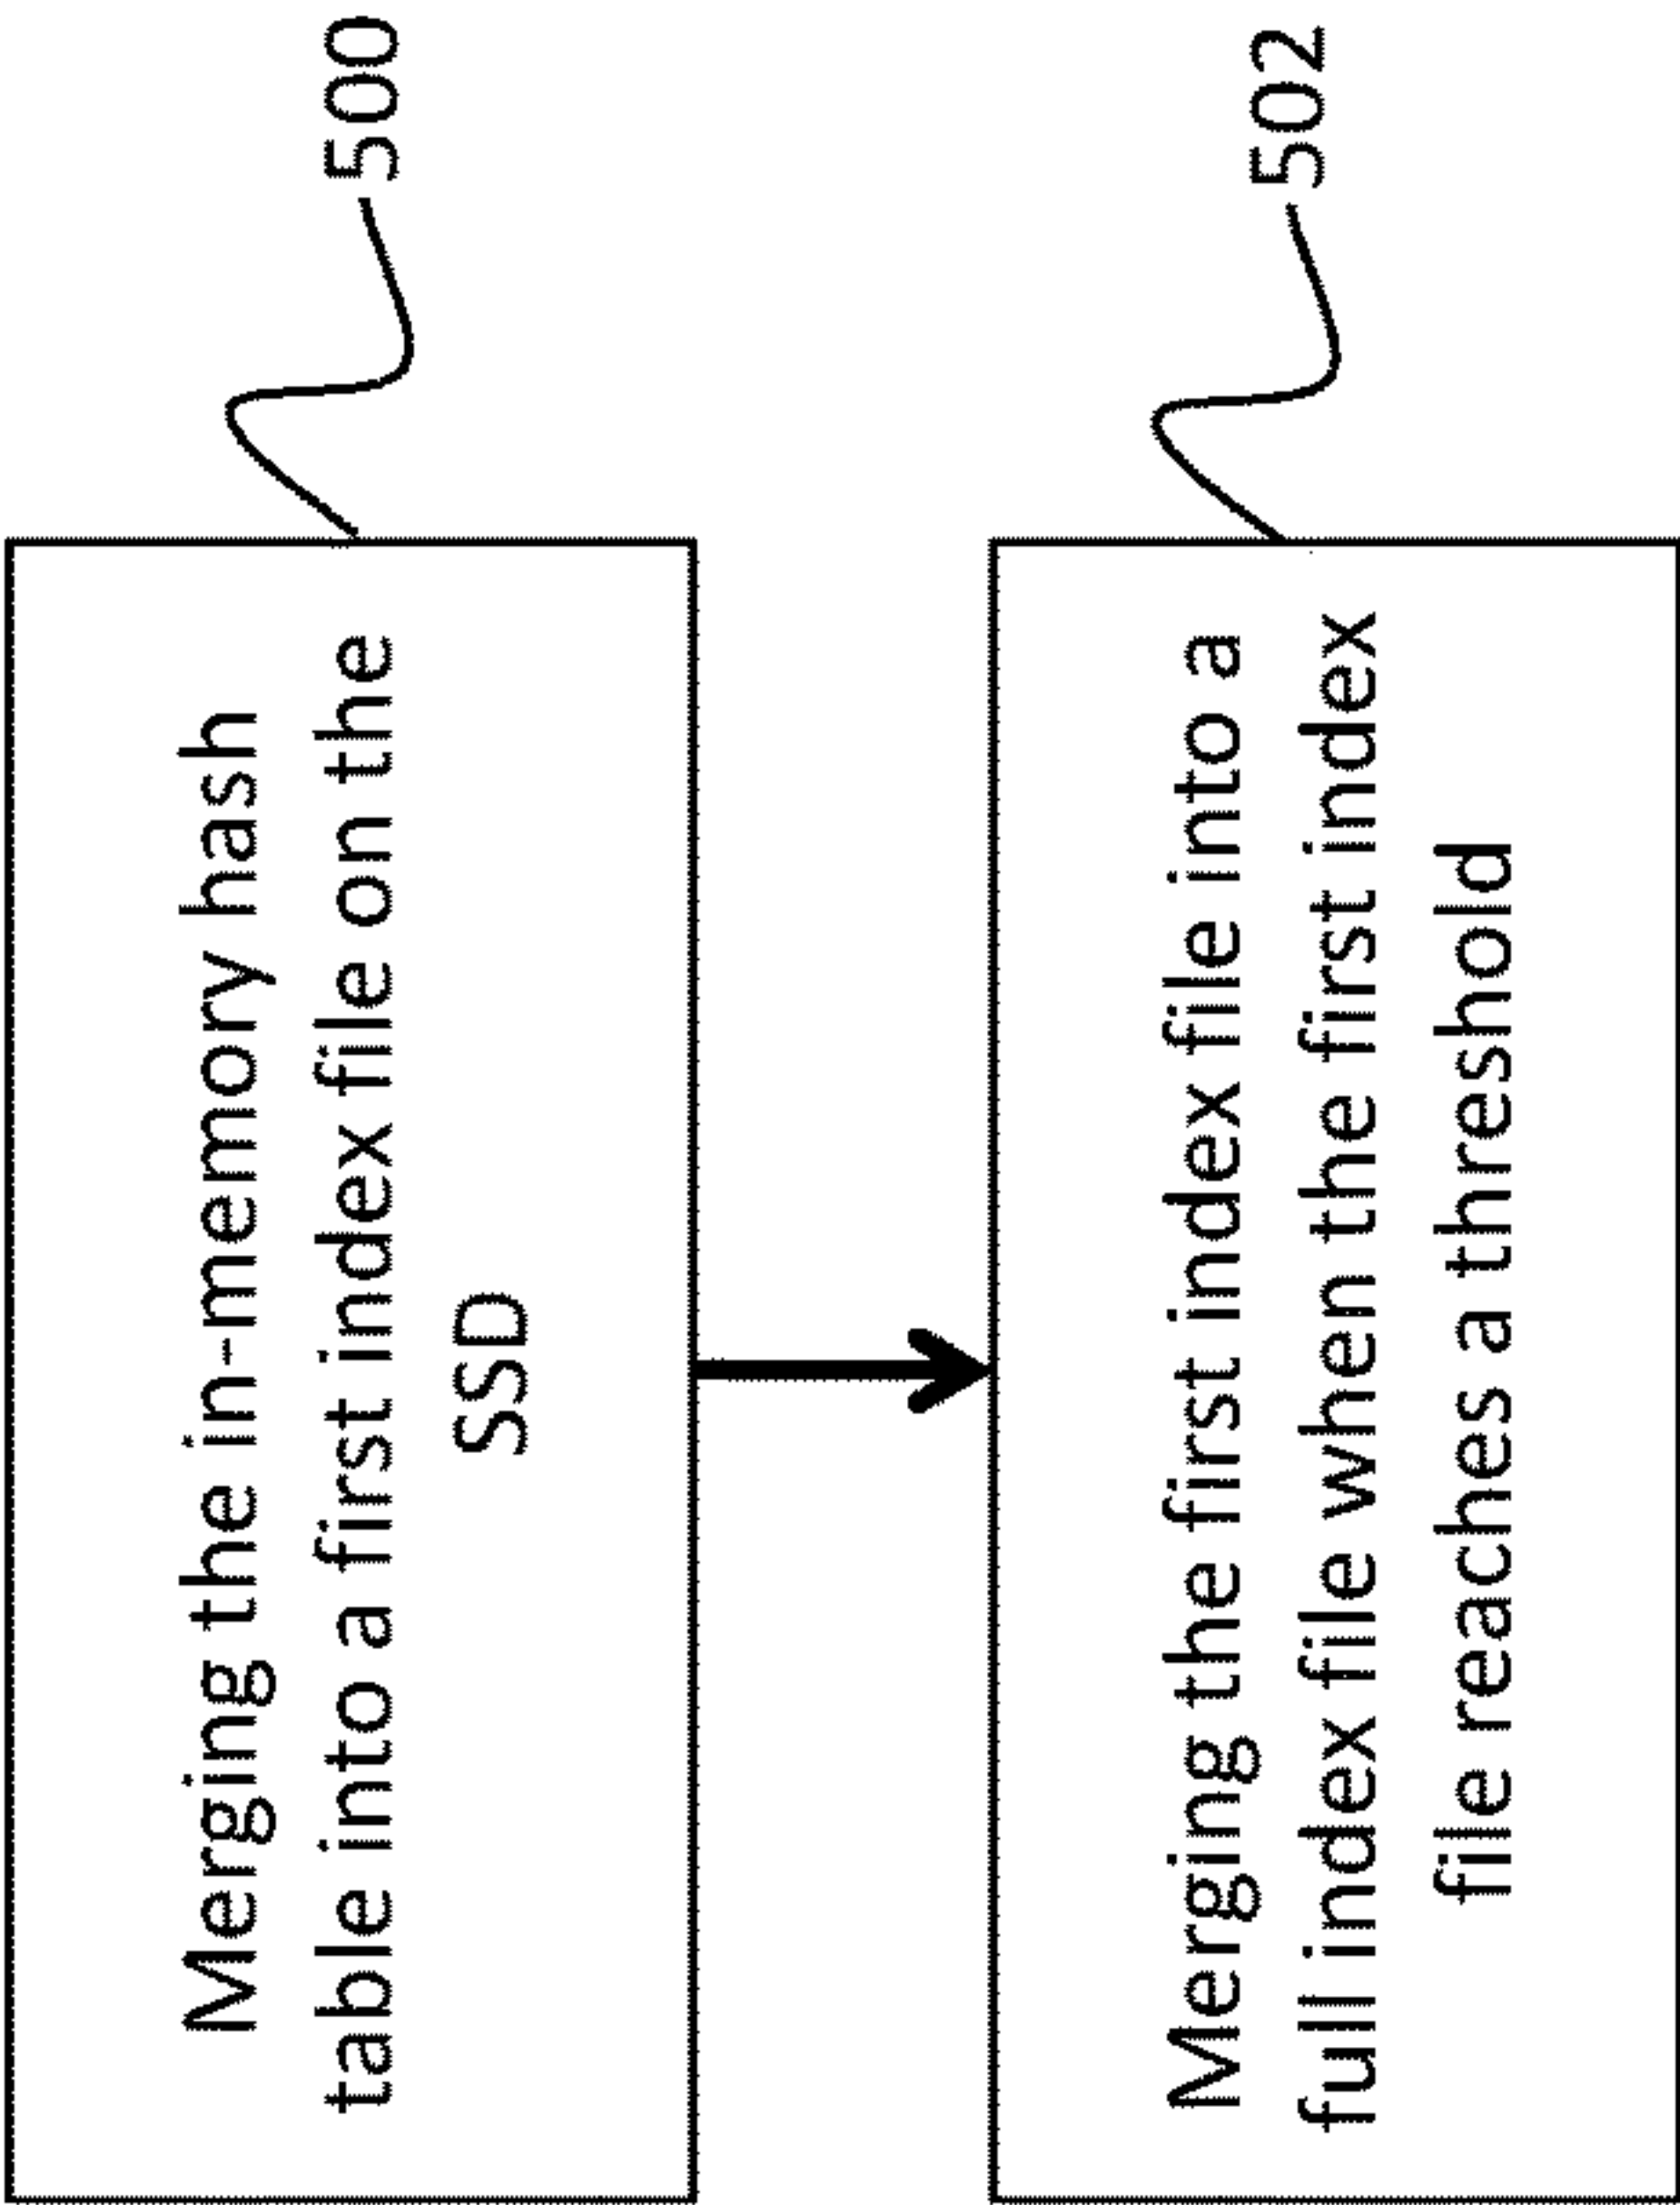 Merging the in-memory hash
table into a first index file on the
SSD
500
Merging the first index file into a
full index file when the first index
file reaches a threshold
502